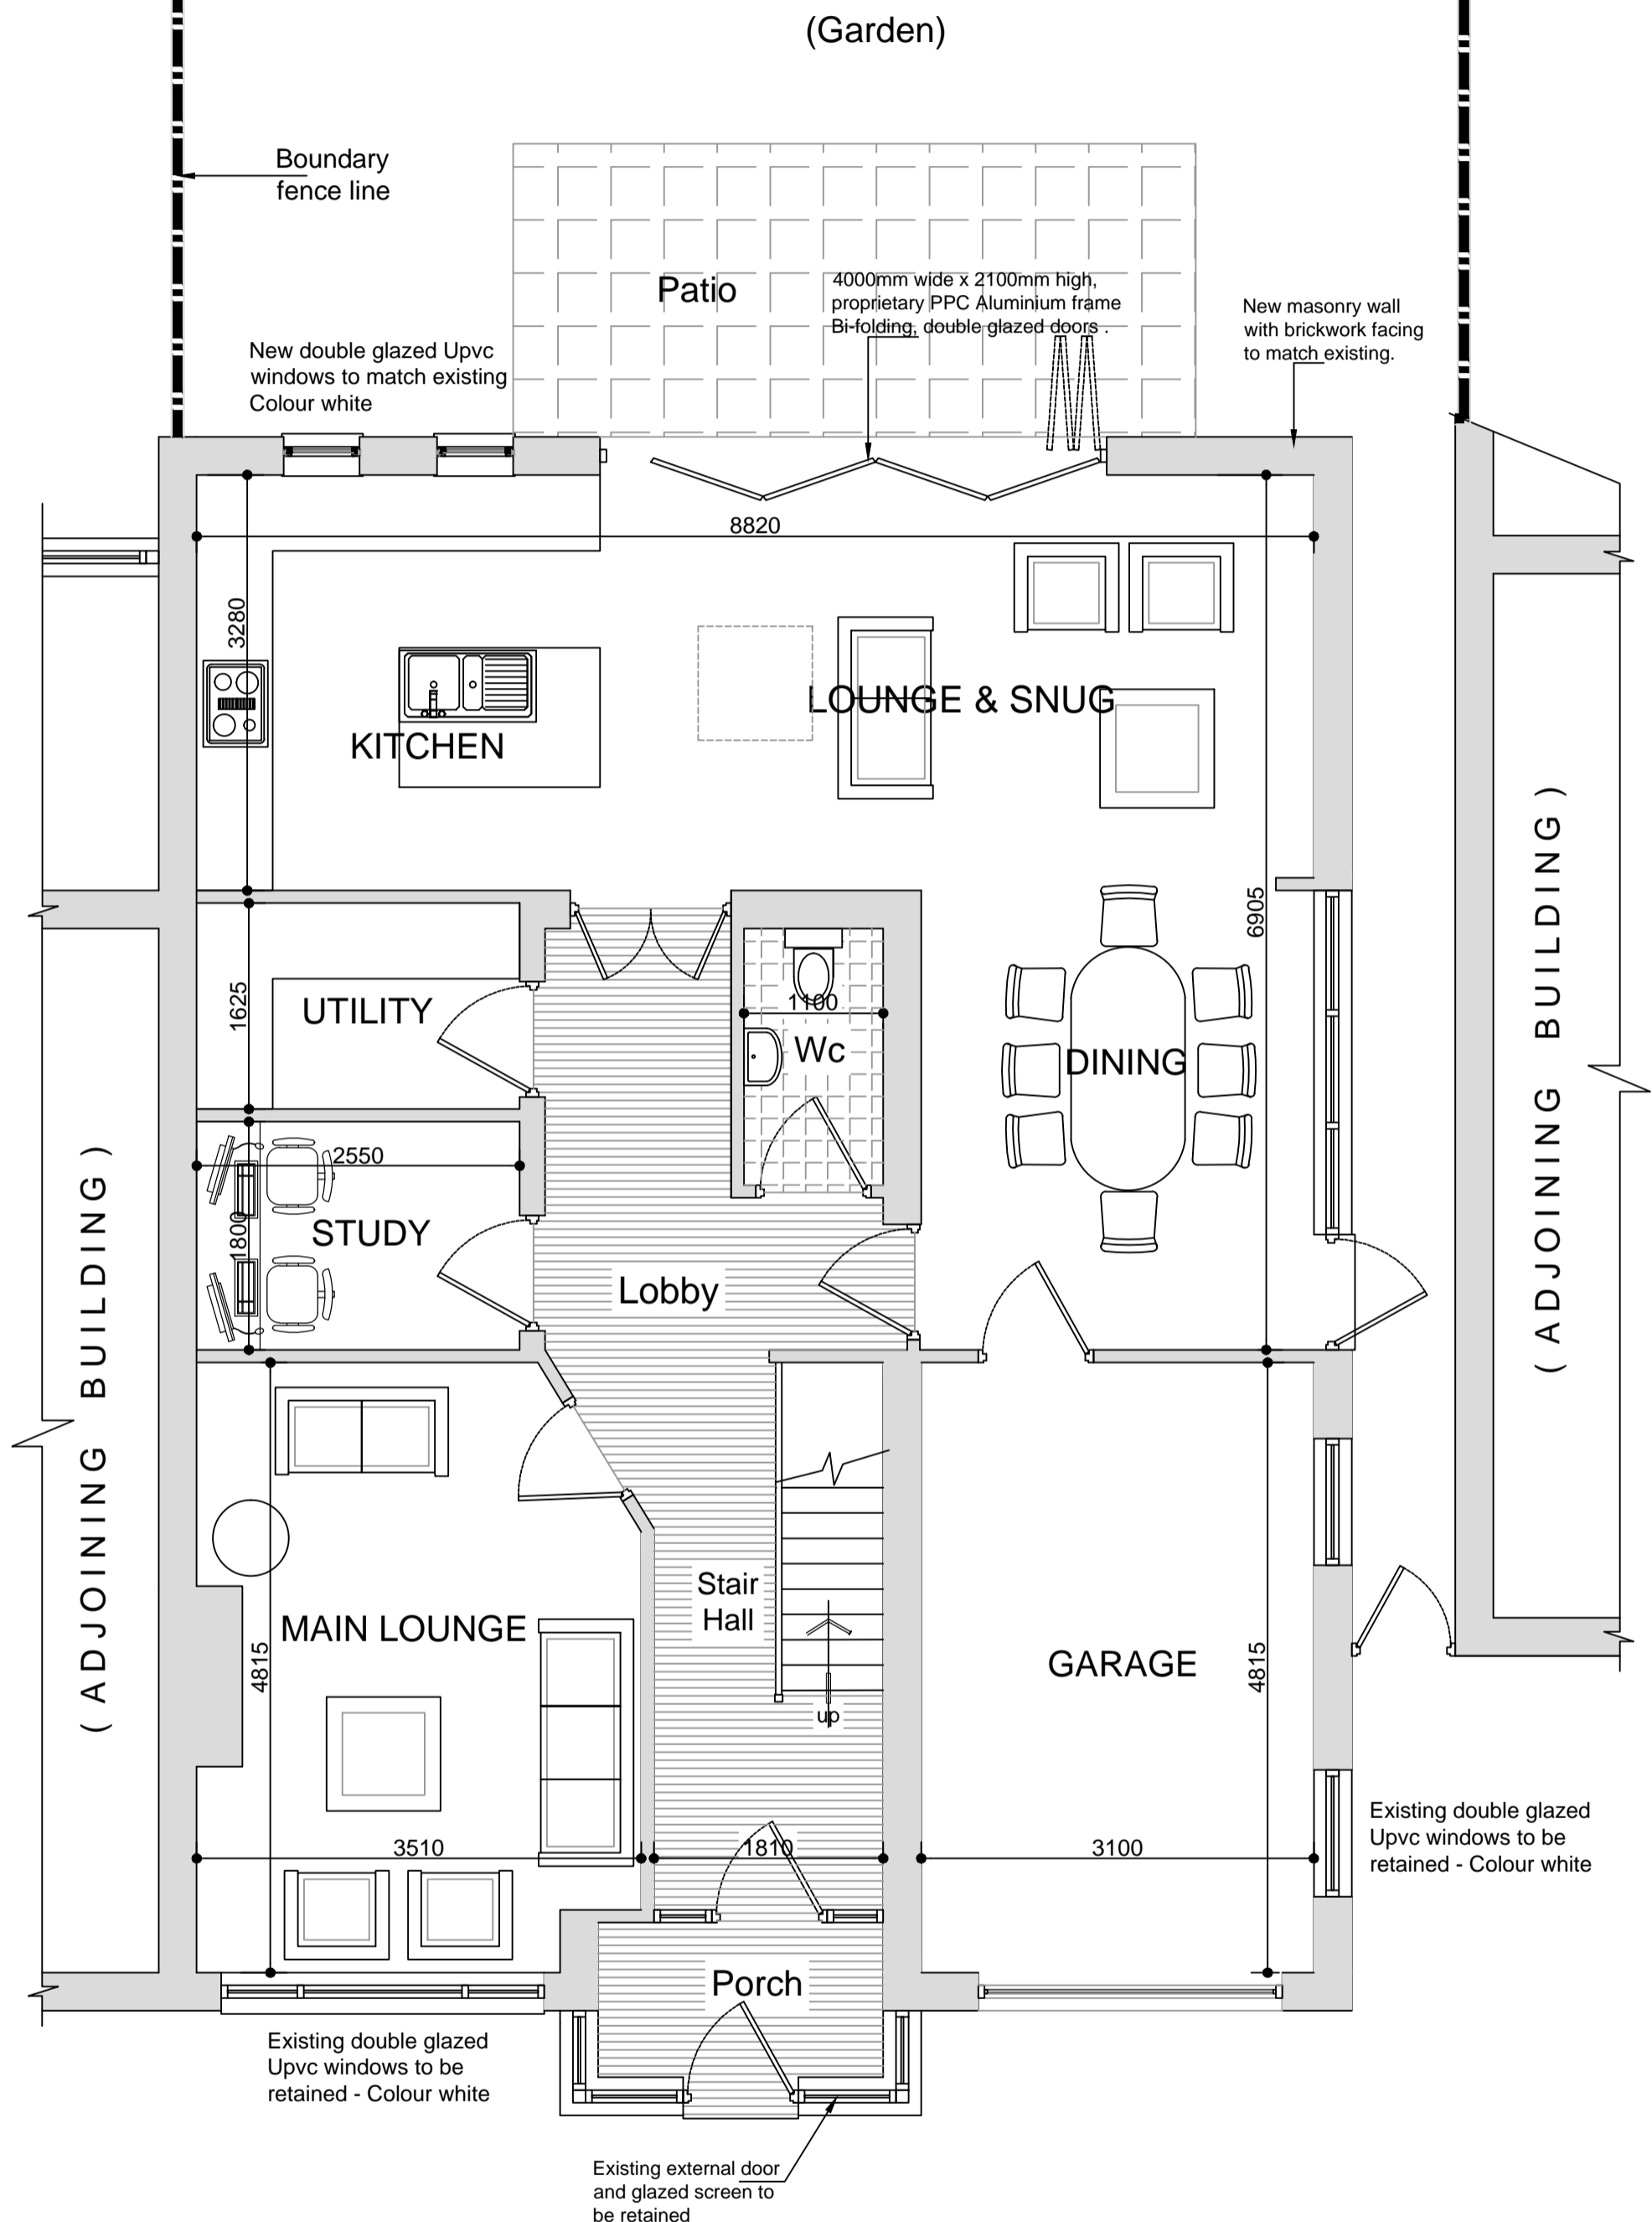 (Garden)
Boundary
fence line
Patio
4000mm wide x 2100mm high,
proprietary PPC Aluminium frame
Bi-folding, double glazed doors .
New masonry wall
with brickwork facing
to match existing.
New double glazed Upvc
windows to match existing
Colour white
8820
3280
LOUNGE & SNUG
KITCHEN
6905
1625
UTILITY
1100
Wc
DINING
( ADJOINING BUILDING )
2550
1800
STUDY
Lobby
( ADJOINING BUILDING )
Stair
Hall
MAIN LOUNGE
4815
GARAGE
4815
up
3510
1810
3100
Existing double glazed
Upvc windows to be
retained - Colour white
Porch
Existing double glazed
Upvc windows to be
retained - Colour white
Existing external door
and glazed screen to
be retained